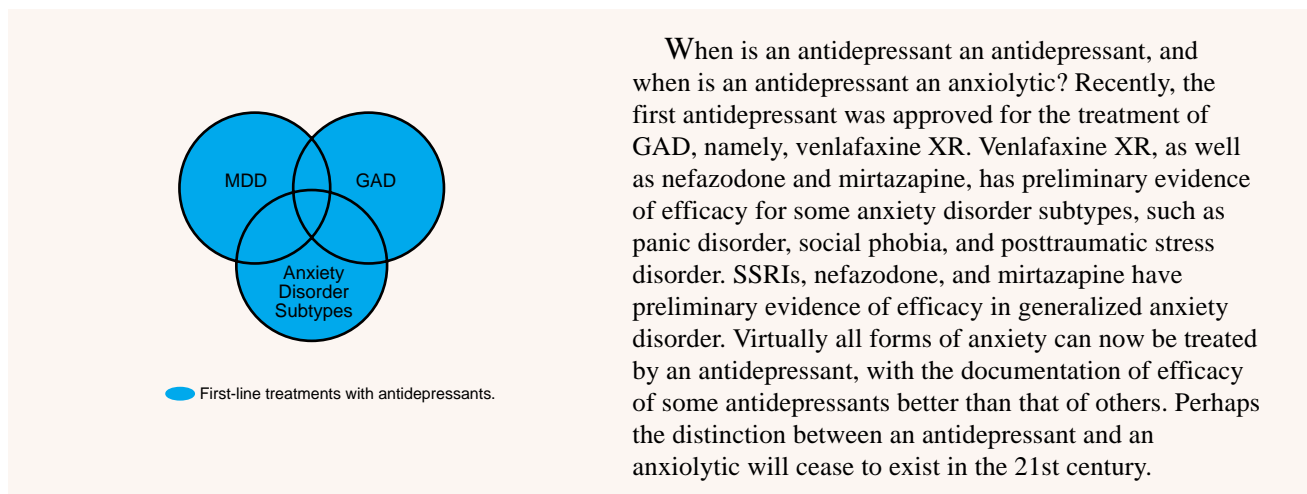 MDD
GAD
Anxiety
Disorder
Subtypes
First-line treatments with antidepressants.
When is an antidepressant an antidepressant, and
when is an antidepressant an anxiolytic? Recently, the
first antidepressant was approved for the treatment of
GAD, namely, venlafaxine XR. Venlafaxine XR, as well
as nefazodone and mirtazapine, has preliminary evidence
of efficacy for some anxiety disorder subtypes, such as
panic disorder, social phobia, and posttraumatic stress
disorder. SSRIs, nefazodone, and mirtazapine have
preliminary evidence of efficacy in generalized anxiety
disorder. Virtually all forms of anxiety can now be treated
by an antidepressant, with the documentation of efficacy
of some antidepressants better than that of others. Perhaps
the distinction between an antidepressant and an
anxiolytic will cease to exist in the 21st century.